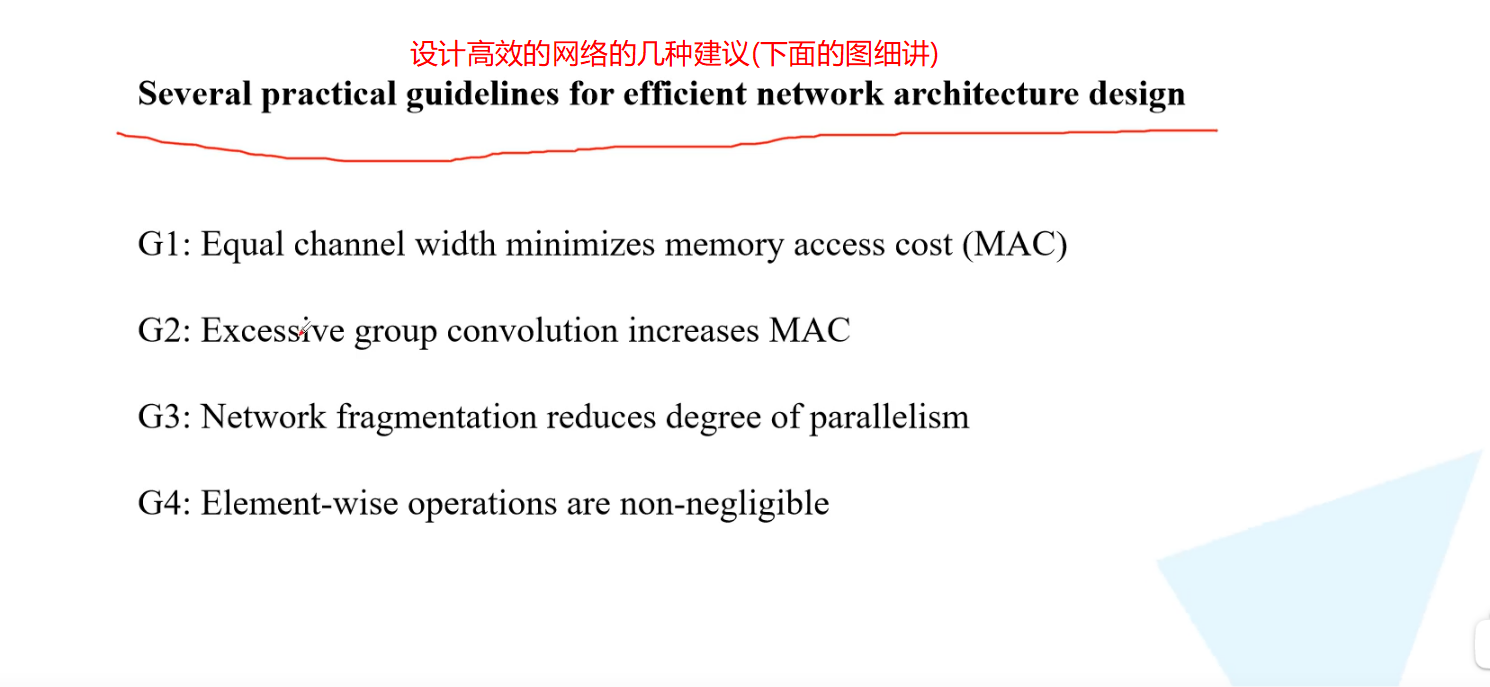 设计高效的网络的几种建议(下面的图细讲)
Several practical guidelines for efficient network architecture design
G1: Equal channel width minimizes memory access cost (MAC)
G2: Excessive group convolution increases MAC
G3: Network fragmentation reduces degree of parallelism
G4: Element-wise operations are non-negligible